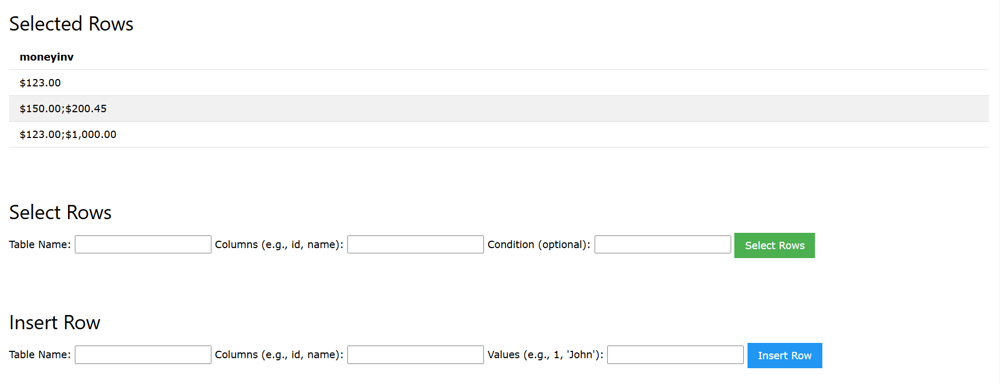 Selected Rows
moneyinv
$123.00
$150.00;$200.45
$123.00;$1,000.00
Select Rows
Table Name: Columns (e.g., id, name): Condition (optional): Select Rows
Insert Row
Table Name: Columns (e.g., id, name): Values (e.g., 1, 'John'): Insert Row